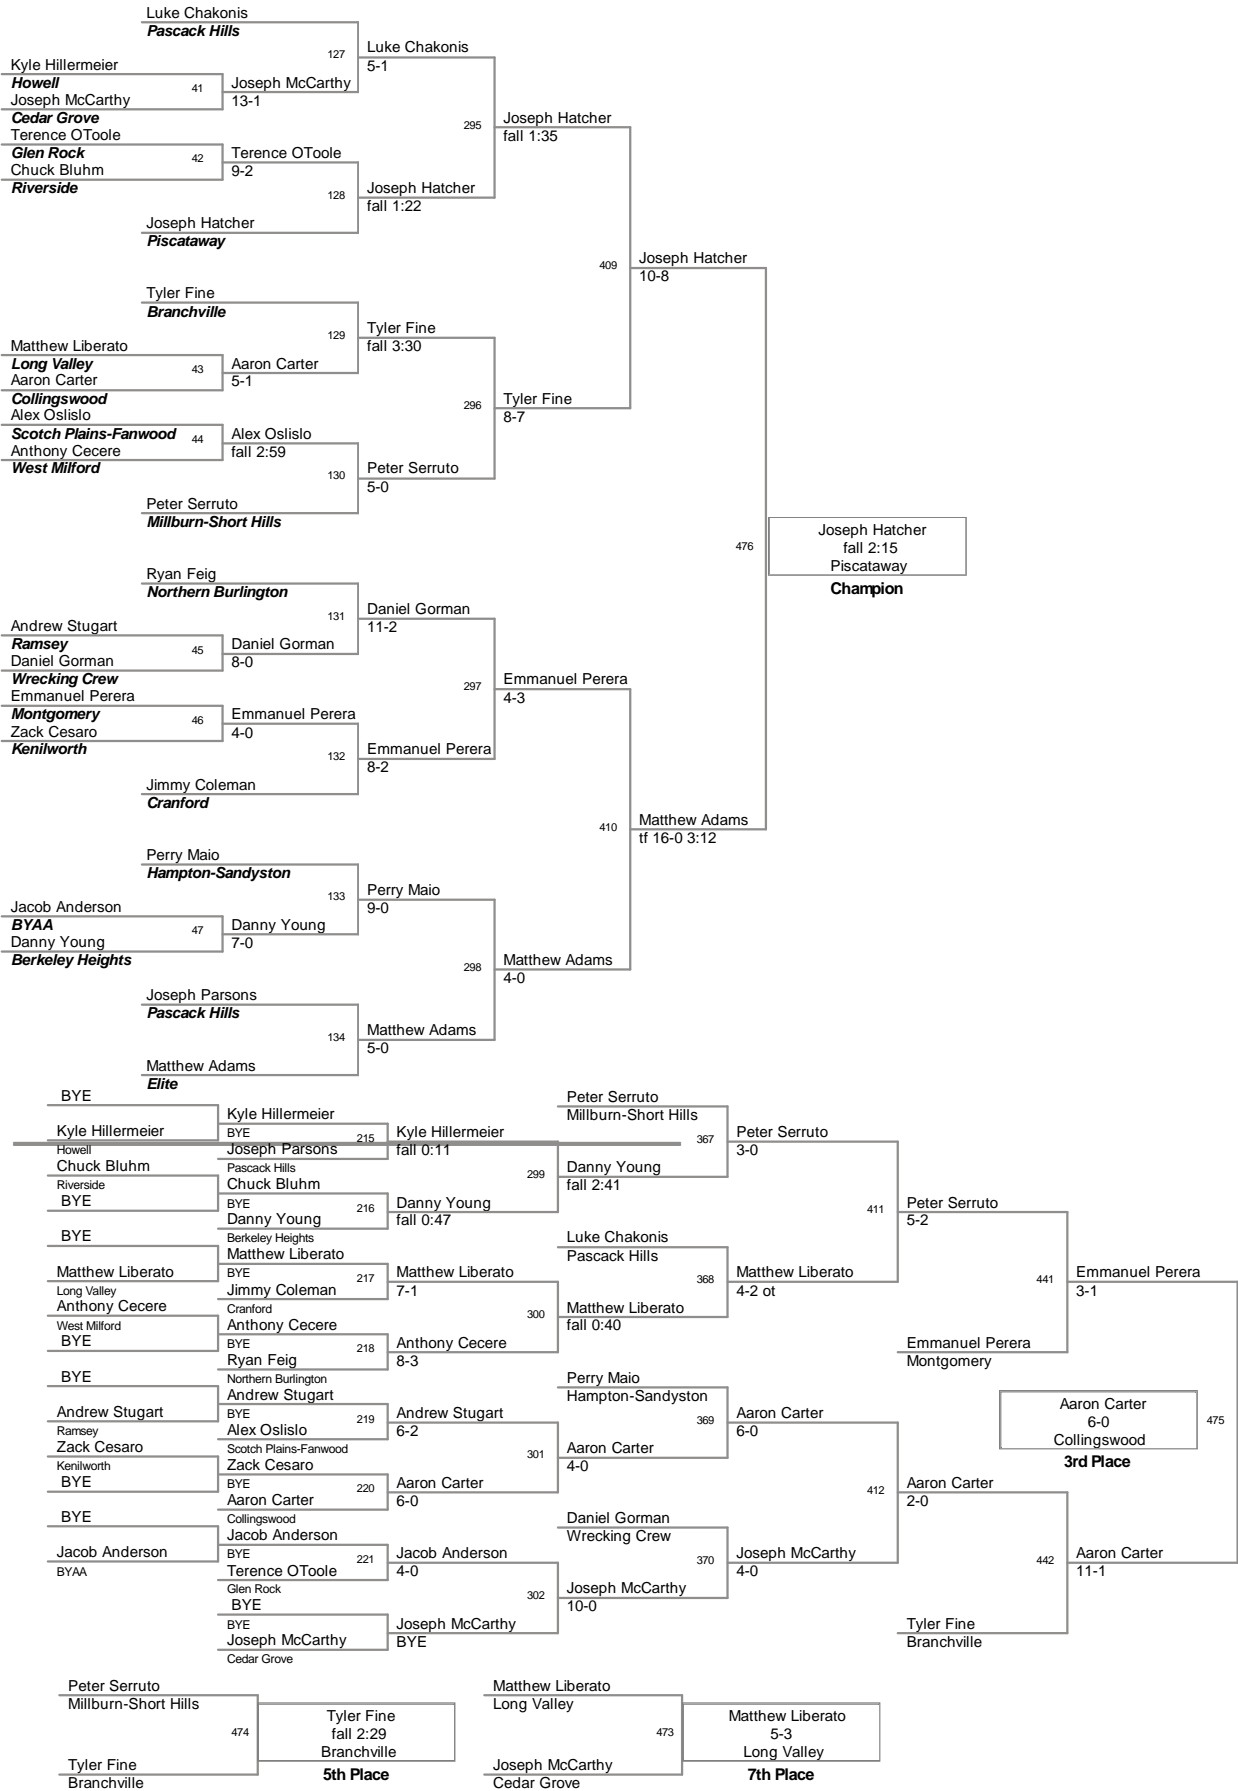 Luke Chakonis
Pascack Hills
127
Luke Chakonis
5-1
Kyle Hillermeier
Howell
41
Joseph McCarthy
13-1
Joseph McCarthy
Cedar Grove
295
Joseph Hatcher
fall 1:35
Terence OToole
Glen Rock
42
Terence OToole
9-2
Chuck Bluhm
Riverside
128
Joseph Hatcher
fall 1:22
Joseph Hatcher
Piscataway
409
Joseph Hatcher
10-8
Tyler Fine
Branchville
129
Tyler Fine
fall 3:30
Matthew Liberato
Long Valley
43
Aaron Carter
5-1
Aaron Carter
Collingswood
296
Tyler Fine
8-7
Alex Oslislo
Scotch Plains-Fanwood
44
Alex Oslislo
fall 2:59
Anthony Cecere
West Milford
130
Peter Serruto
5-0
Peter Serruto
Millburn-Short Hills
476
Joseph Hatcher
fall 2:15
Piscataway
Champion
Ryan Feig
Northern Burlington
131
Daniel Gorman
11-2
Andrew Stugart
Ramsey
45
Daniel Gorman
8-0
Daniel Gorman
Wrecking Crew
297
Emmanuel Perera
4-3
Emmanuel Perera
Montgomery
46
Emmanuel Perera
4-0
Zack Cesaro
Kenilworth
132
Emmanuel Perera
8-2
Jimmy Coleman
Cranford
410
Matthew Adams
tf 16-0 3:12
Perry Maio
Hampton-Sandyston
133
Perry Maio
9-0
Jacob Anderson
BYAA
47
Danny Young
7-0
Danny Young
Berkeley Heights
298
Matthew Adams
4-0
Joseph Parsons
Pascack Hills
134
Matthew Adams
5-0
Matthew Adams
Elite
BYE
Kyle Hillermeier
Howell
Kyle Hillermeier
BYE
215
Joseph Parsons
Pascack Hills
Kyle Hillermeier
fall 0:11
Peter Serruto
Millburn-Short Hills
367
Peter Serruto
3-0
299
Danny Young
fall 2:41
Chuck Bluhm
Riverside
BYE
Chuck Bluhm
BYE
216
Danny Young
Berkeley Heights
Danny Young
fall 0:47
411
Peter Serruto
5-2
BYE
Matthew Liberato
Long Valley
Matthew Liberato
BYE
217
Jimmy Coleman
Cranford
Matthew Liberato
7-1
Luke Chakonis
Pascack Hills
368
Matthew Liberato
4-2 ot
441
Emmanuel Perera
3-1
300
Matthew Liberato
fall 0:40
Anthony Cecere
West Milford
BYE
Anthony Cecere
BYE
218
Ryan Feig
Northern Burlington
Anthony Cecere
8-3
Emmanuel Perera
Montgomery
BYE
Andrew Stugart
Ramsey
Andrew Stugart
BYE
219
Alex Oslislo
Scotch Plains-Fanwood
Andrew Stugart
6-2
Perry Maio
Hampton-Sandyston
369
Aaron Carter
6-0
Aaron Carter
6-0
Collingswood
475
3rd Place
301
Aaron Carter
4-0
Zack Cesaro
Kenilworth
BYE
Zack Cesaro
BYE
220
Aaron Carter
Collingswood
Aaron Carter
6-0
412
Aaron Carter
2-0
BYE
Jacob Anderson
BYAA
Jacob Anderson
BYE
221
Terence OToole
Glen Rock
Jacob Anderson
4-0
Daniel Gorman
Wrecking Crew
370
Joseph McCarthy
4-0
442
Aaron Carter
11-1
302
Joseph McCarthy
10-0
BYE
BYE
Joseph McCarthy
Cedar Grove
Joseph McCarthy
BYE
Tyler Fine
Branchville
Peter Serruto
Millburn-Short Hills
474
Tyler Fine
fall 2:29
Branchville
5th Place
Tyler Fine
Branchville
Matthew Liberato
Long Valley
473
Matthew Liberato
5-3
Long Valley
7th Place
Joseph McCarthy
Cedar Grove